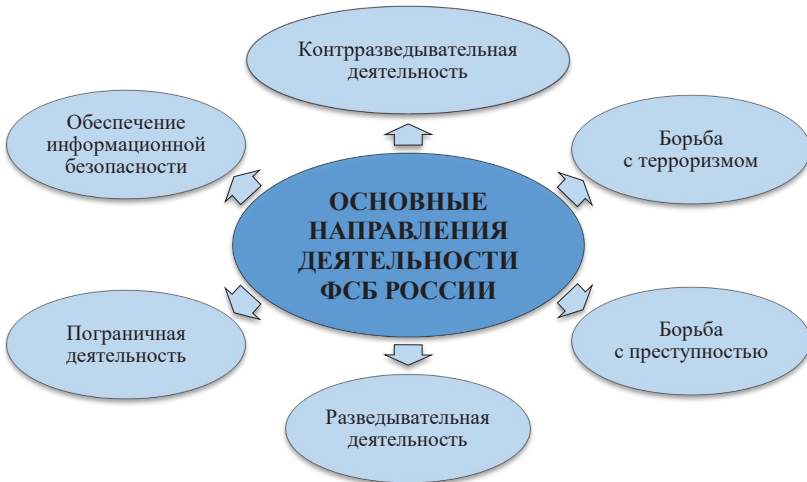 Контрразведывательная
деятельность
Обеспечение
информационной
безопасности
Борьба
с терроризмом
ОСНОВНЫЕ
НАПРАВЛЕНИЯ
ДЕЯТЕЛЬНОСТИ
ФСБ РОССИИ
Пограничная
деятельность
Борьба
с преступностью
Разведывательная
деятельность